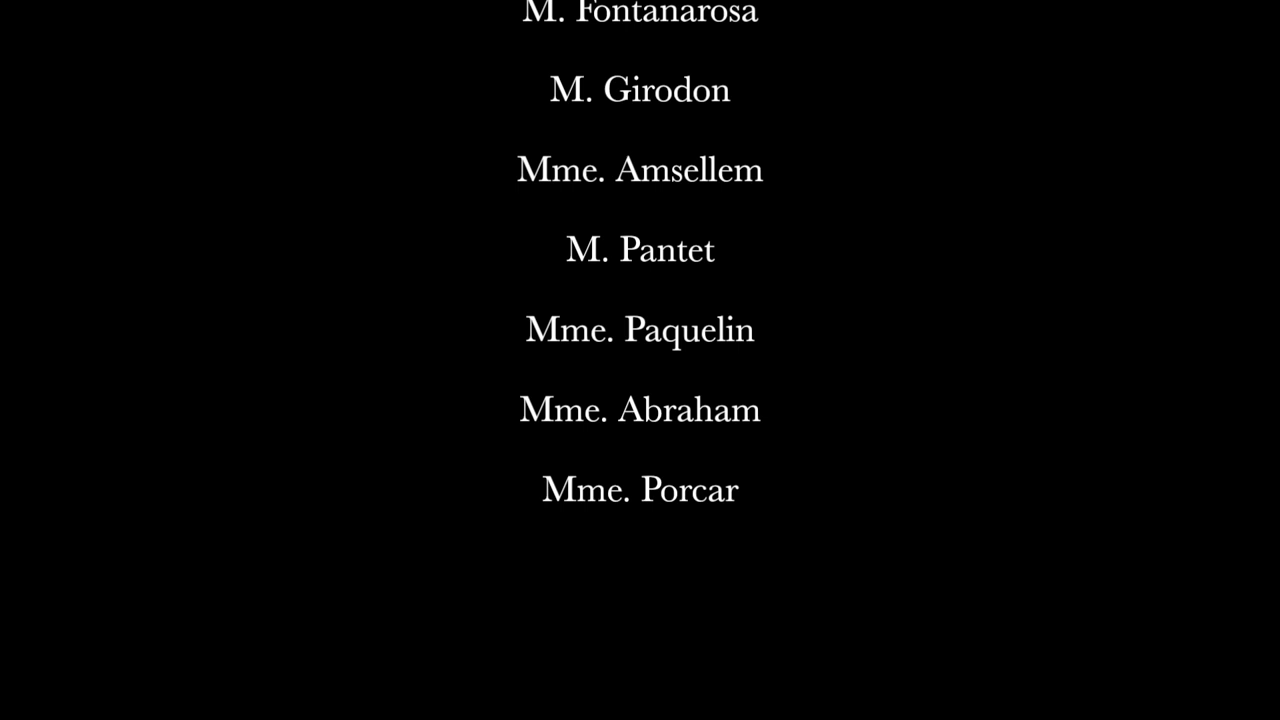 M. Fontanarosa
M. Girodon
Mme. Amsellem
M. Pantet
Mme. Paquelin
Mme. Abraham
Mme. Porcar